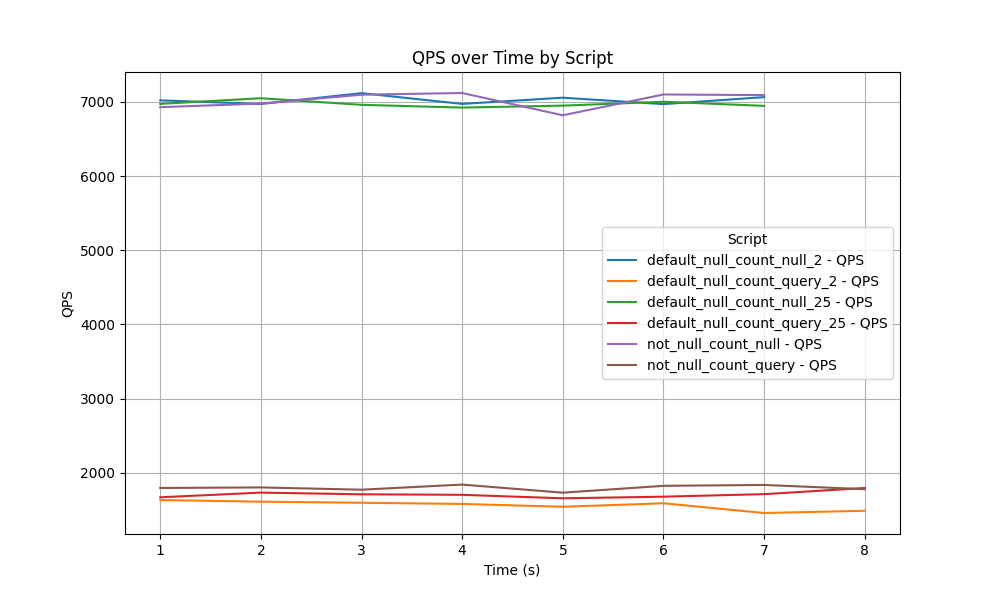 QPS over Time by Script
7000
6000
5000
4000
3000
2000
QPS
Script
default_null_count_null_2 - QPS
default_null_count_query_2 - QPS
default_null_count_null_25 - QPS
default_null_count_query_25 - QPS
not_null_count_null - QPS
not_null_count_query - QPS
1 2 3 4 5 6 7 8
Time (s)